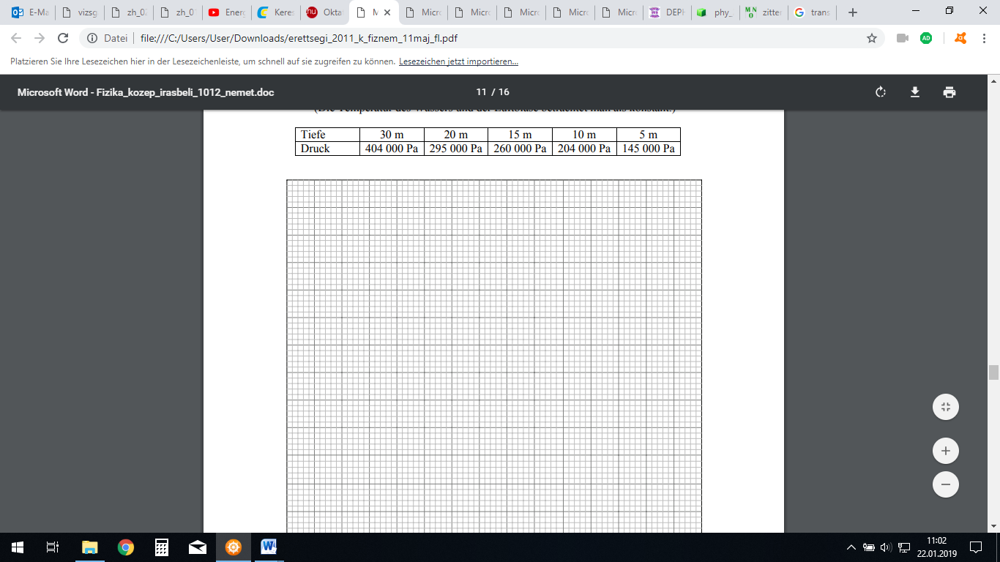 E-Ma vizsg zh_02 zh_01 Energ Keres Okta M Micro Micro Micro Micro Micro DEPH phy_ zitter trans
Datei file:///C:/Users/User/Downloads/erettsegi_2011_k_fiznem_11maj_fl.pdf
Platzieren Sie Ihre Lesezeichen hier in der Lesezeichenleiste, um schnell auf sie zugreifen zu können. Lesezeichen jetzt importieren...
Microsoft Word - Fizika_kozep_irasbeli_1012_nemet.doc 11 / 16
(Die Temperatur des Wassers und der Luftblase betrachtet man als konstant.)
Tiefe 30 m 20 m 15 m 10 m 5 m
Druck 404 000 Pa 295 000 Pa 260 000 Pa 204 000 Pa 145 000 Pa
11:02
22.01.2019